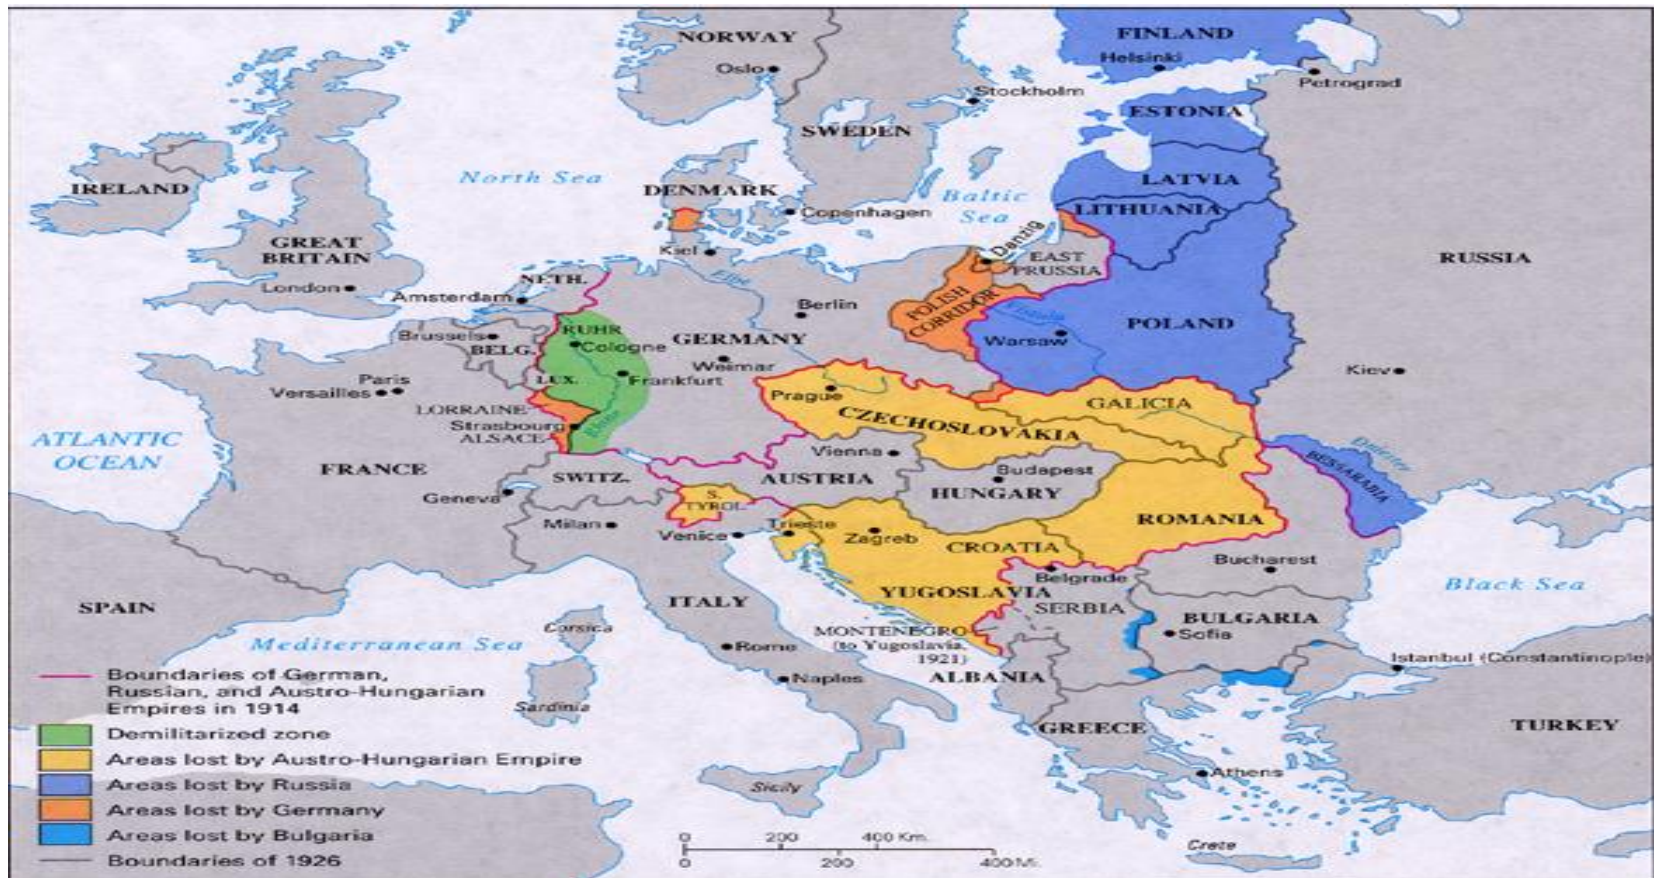 NORWAY
Oslo
FINLAND
Helsinki
Petrograd
Stockholm
ESTONIA
SWEDEN
North Sea
IRELAND
DENMARK
Baltic
Sea
LATVIA
LITHUANIA
Copenhagen
GREAT
BRITAIN
London
Kiel
Danzig
EAST
PRUSSIA
RUSSIA
NETH.
Elbe
Amsterdam
Berlin
POLISH
CORRIDOR
Vistula
POLAND
Warsaw
RUHR
Cologne
GERMANY
Brussels
BELG.
Weimar
Frankfurt
LUX.
Paris
Versailles
Kiev
Prague
LORRAINE
Strasbourg
ALSACE
Rhine
GALICIA
CZECHOSLOVAKIA
ATLANTIC
OCEAN
FRANCE
Vienna
Budapest
Dniester
BESSARABIA
SWITZ.
AUSTRIA
HUNGARY
Geneva
S.
TYROL
Milan
Venice
Trieste
Zagreb
CROATIA
ROMANIA
Bucharest
Belgrade
Black Sea
SPAIN
ITALY
YUGOSLAVIA
SERBIA
BULGARIA
Sofia
Corsica
Mediterranean Sea
Rome
MONTENEGRO
(to Yugoslavia,
1921)
ALBANIA
Istanbul (Constantinople)
Naples
Sardinia
GREECE
TURKEY
Athens
Sicily
Crete
Boundaries of German,
Russian, and Austro-Hungarian
Empires in 1914
Demilitarized zone
Areas lost by Austro-Hungarian Empire
Areas lost by Russia
Areas lost by Germany
Areas lost by Bulgaria
Boundaries of 1926
0 200 400 Km.
0 200 400 Mi.